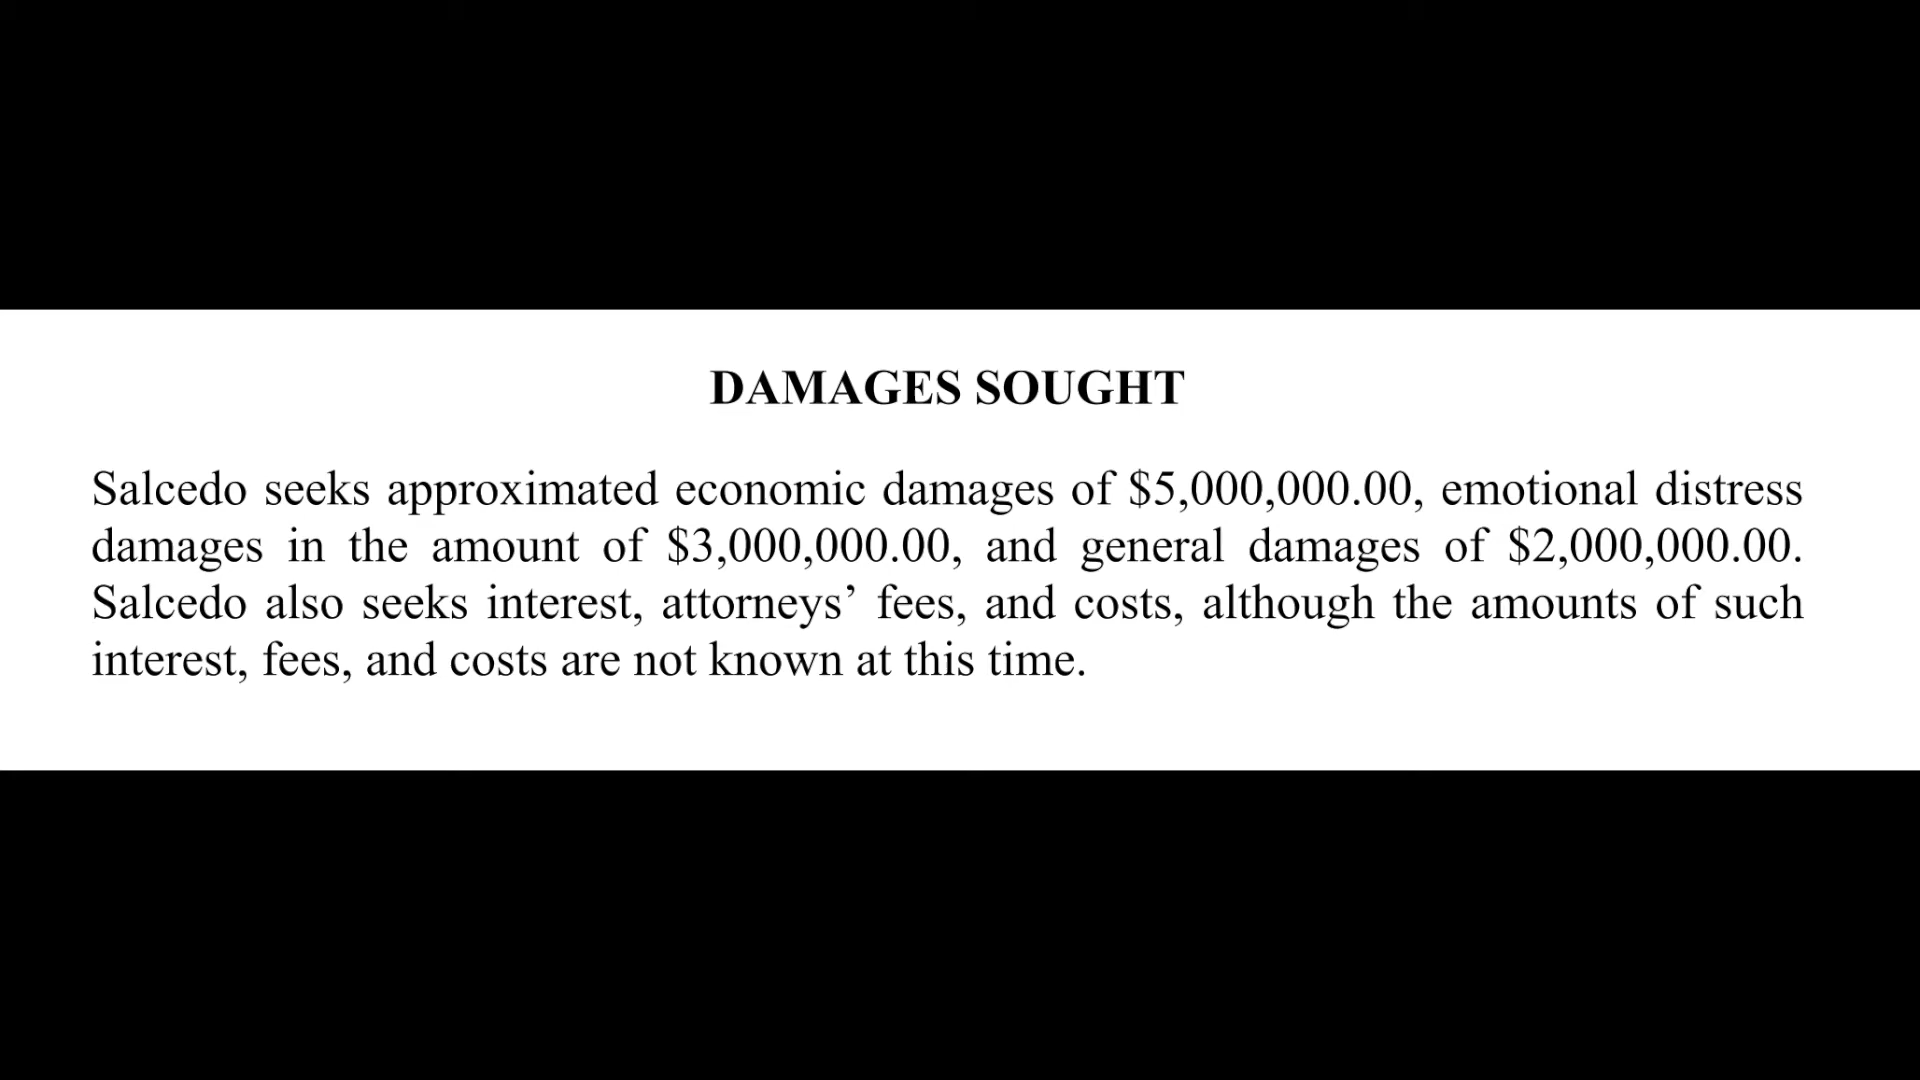 DAMAGES SOUGHT
Salcedo seeks approximated economic damages of $5,000,000.00, emotional distress
damages in the amount of $3,000,000.00, and general damages of $2,000,000.00.
Salcedo also seeks interest, attorneys’ fees, and costs, although the amounts of such
interest, fees, and costs are not known at this time.